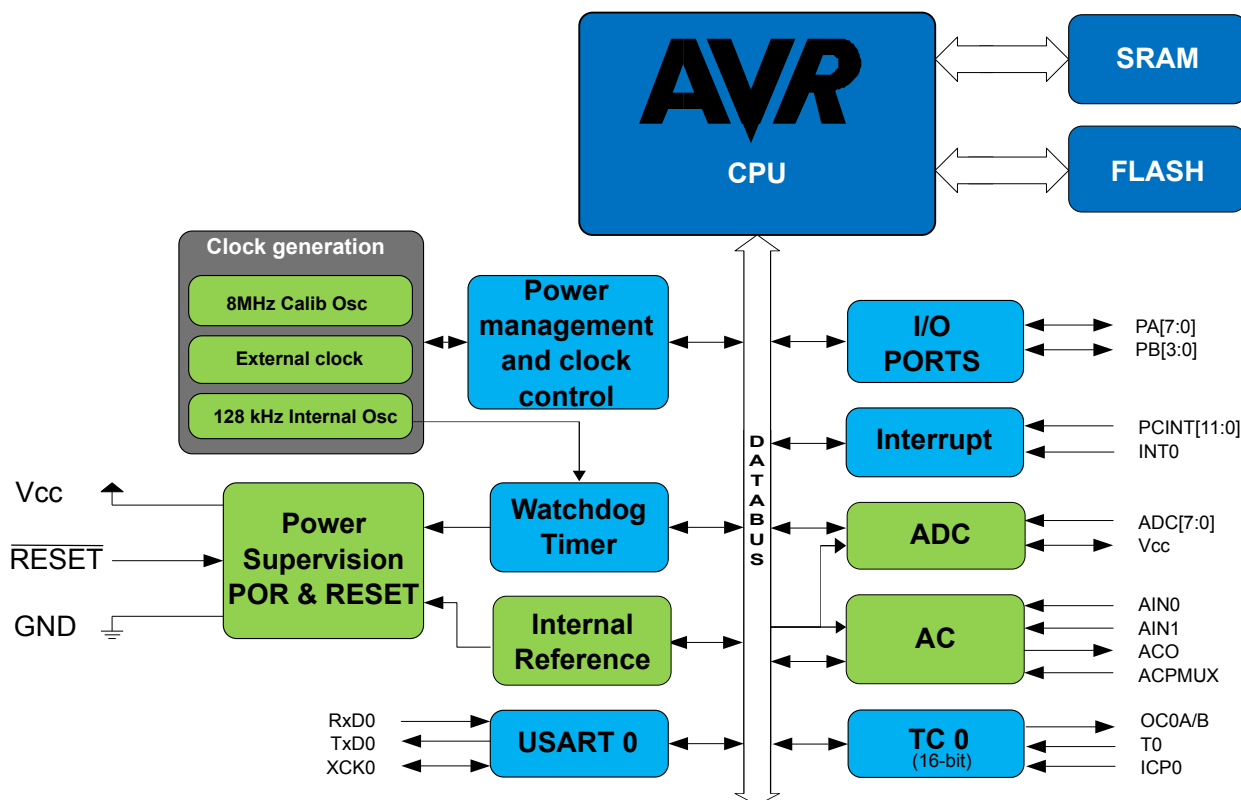 AVR
CPU
SRAM
FLASH
Clock generation
8MHz Calib Osc
External clock
128 kHz Internal Osc
Power
management
and clock
control
I/O
PORTS
PA[7:0]
PB[3:0]
Interrupt
PCINT[11:0]
INT0
DATABUS
Vcc
RESET
GND
Power
Supervision
POR & RESET
Watchdog
Timer
ADC
ADC[7:0]
Vcc
Internal
Reference
AC
AIN0
AIN1
ACO
ACPMUX
RxD0
TxD0
XCK0
USART 0
TC 0
(16-bit)
OC0A/B
T0
ICP0